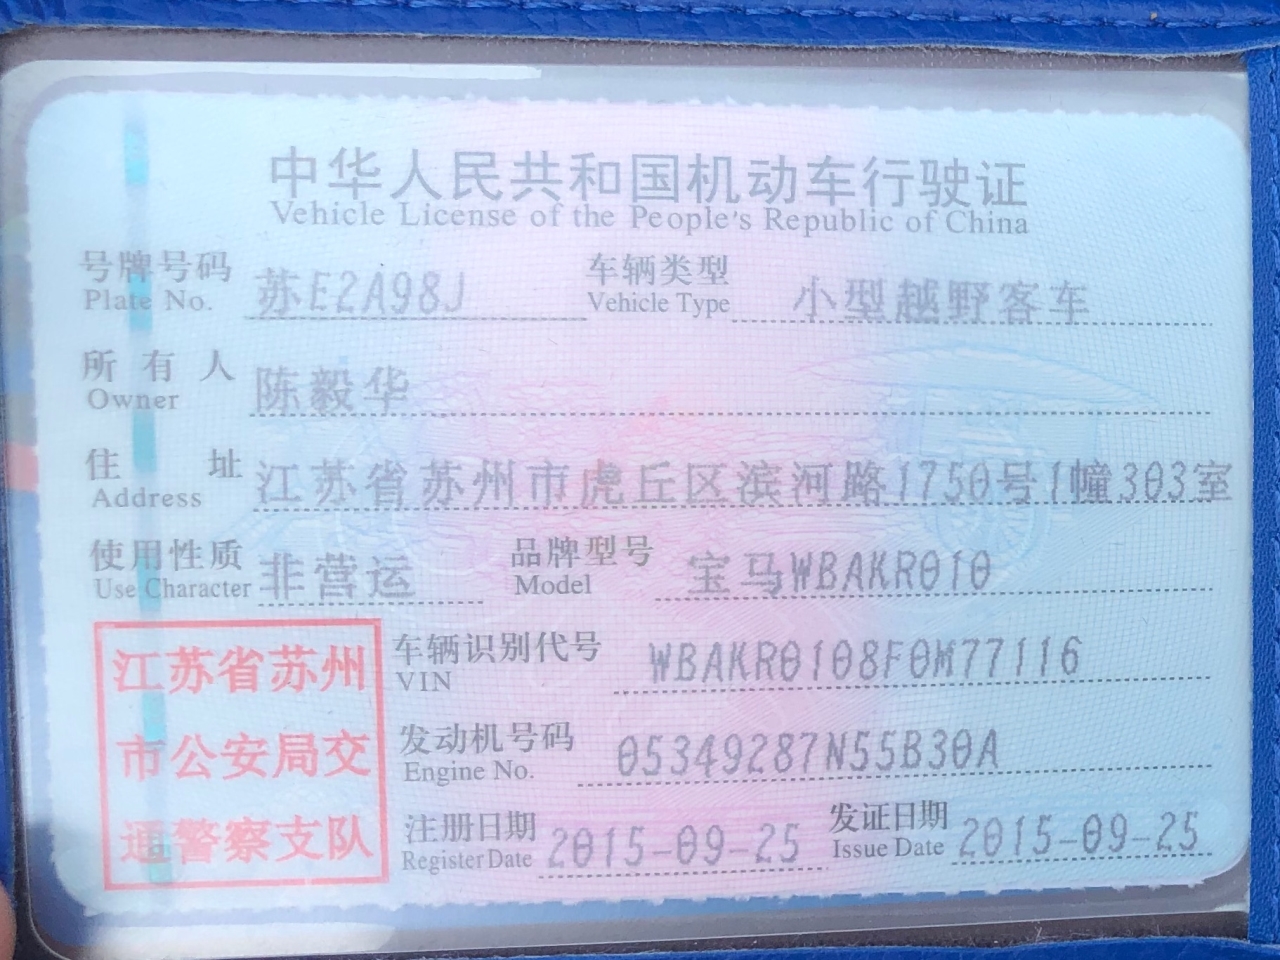 中华人民共和国机动车行驶证
Vehicle License of the People's Republic of China
号牌号码 苏E2A98J 车辆类型 小型越野客车
Plate No. Vehicle Type
所有人 陈毅华
Owner
住址 江苏省苏州市虎丘区滨河路1750号1幢303室
Address
使用性质 非营运 品牌型号 宝马WBAKR010
Use Character Model
车辆识别代号 WBAKR0108F0M77116
VIN
发动机号码 05349287N55B30A
Engine No.
注册日期 2015-09-25 发证日期 2015-09-25
Register Date Issue Date
江苏省苏州
市公安局交
通警察支队